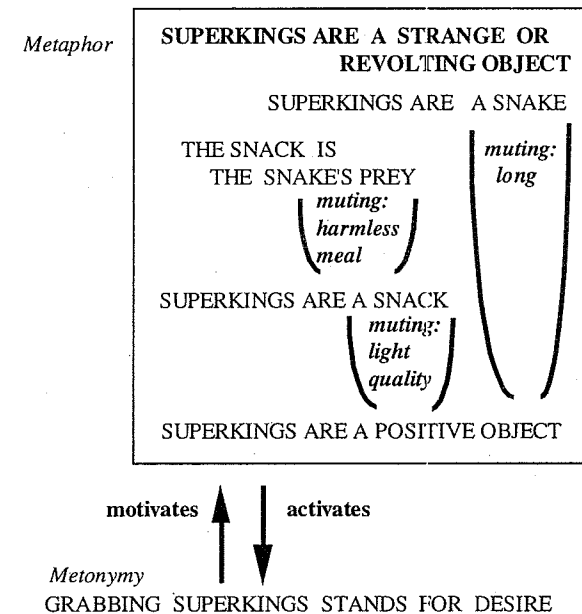 Metaphor
SUPERKINGS ARE A STRANGE OR
REVOLTING OBJECT
SUPERKINGS ARE A SNAKE
THE SNACK IS
THE SNAKE'S PREY
muting:
long
muting:
harmless
meal
SUPERKINGS ARE A SNACK
muting:
light
quality
SUPERKINGS ARE A POSITIVE OBJECT
motivates
activates
Metonymy
GRABBING SUPERKINGS STANDS FOR DESIRE